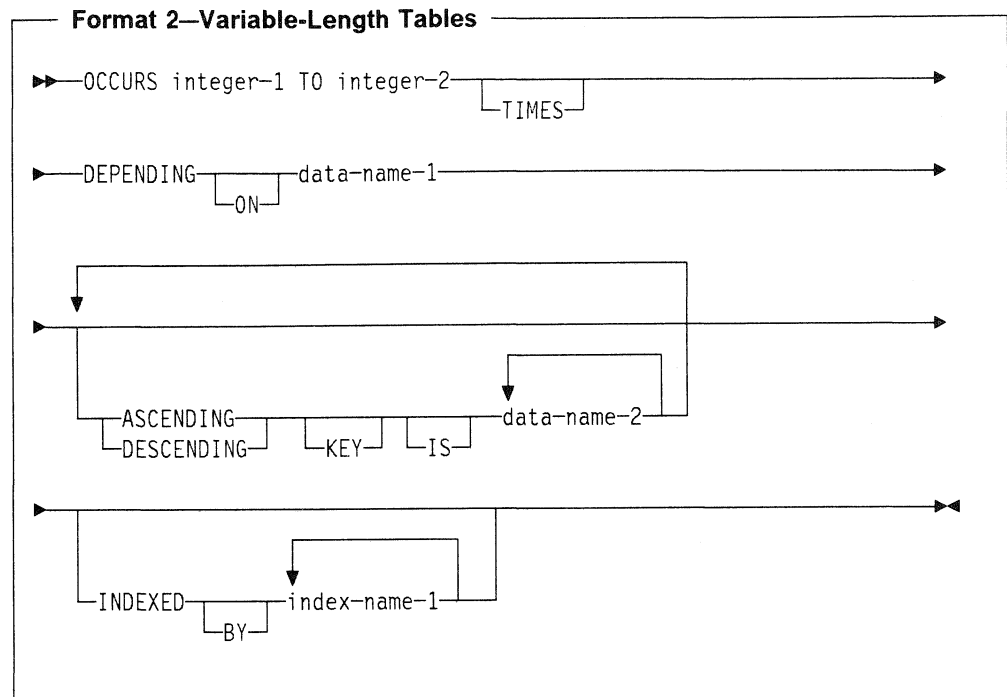 Format 2—Variable-Length Tables
OCCURS integer-1 TO integer-2
TIMES
DEPENDING data-name-1
ON
ASCENDING data-name-2
DESCENDING KEY IS
INDEXED index-name-1
BY